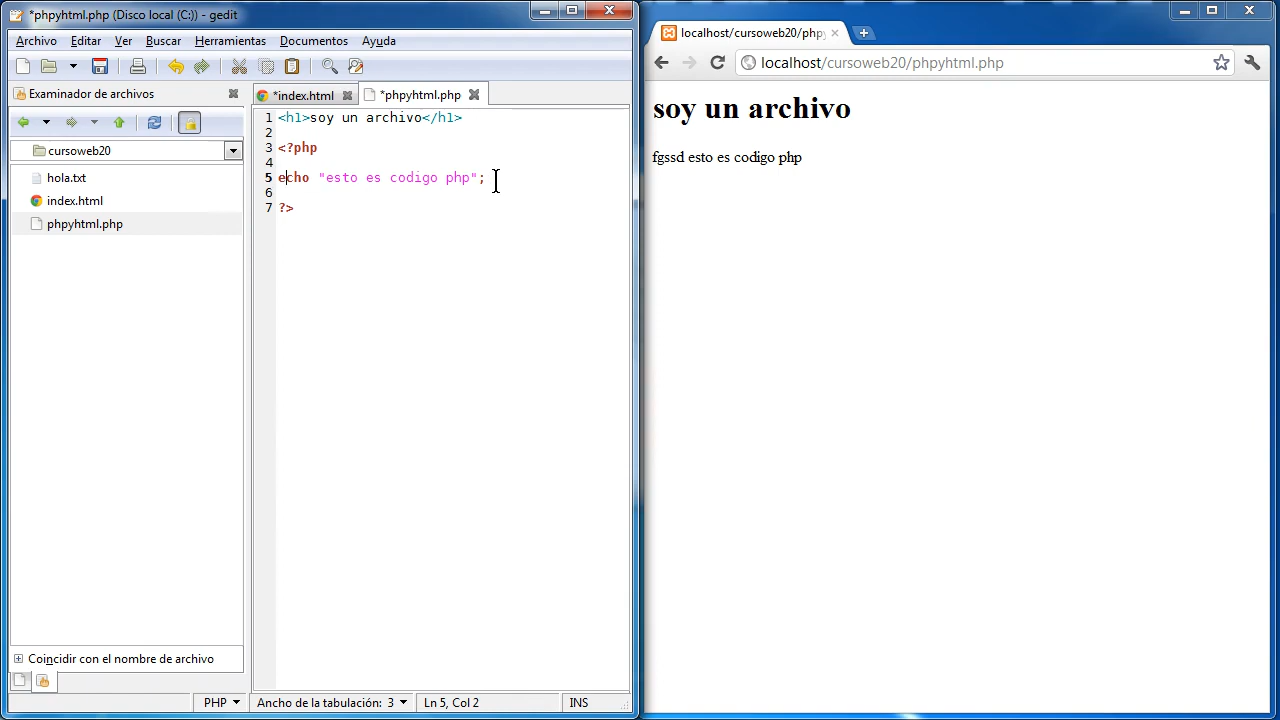 *phpyhtml.php (Disco local (C:)) - gedit
Archivo Editar Ver Buscar Herramientas Documentos Ayuda
Examinador de archivos
cursoweb20
hola.txt
index.html
phpyhtml.php
Coincidir con el nombre de archivo
*index.html
*phpyhtml.php
1 <h1>soy un archivo</h1>
2
3 <?php
4
5 echo "esto es codigo php";
6
7 ?>
PHP Ancho de la tabulación: 3 Ln 5, Col 2 INS
localhost/cursoweb20/phpy
localhost/cursoweb20/phpyhtml.php
soy un archivo
fgssd esto es codigo php